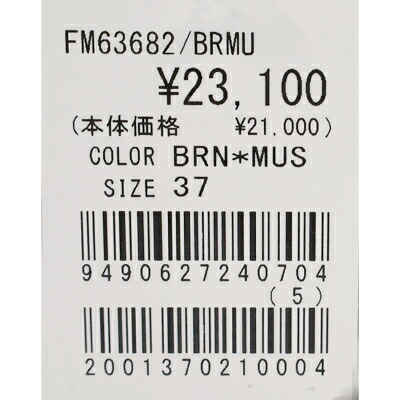 FM63682/BRMU
¥23,100
(本体価格 ¥21,000)
COLOR BRN*MUS
SIZE 37
9490627240704
(5)
2001370210004